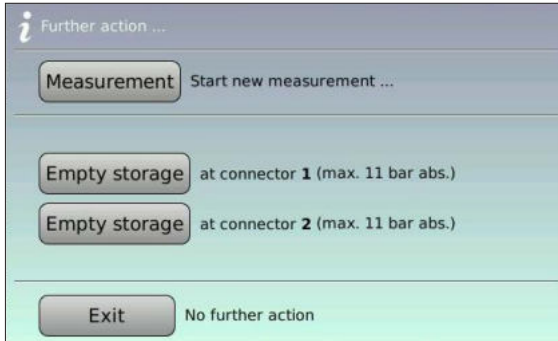 Further action ...
Measurement Start new measurement ...
Empty storage at connector 1 (max. 11 bar abs.)
Empty storage at connector 2 (max. 11 bar abs.)
Exit No further action